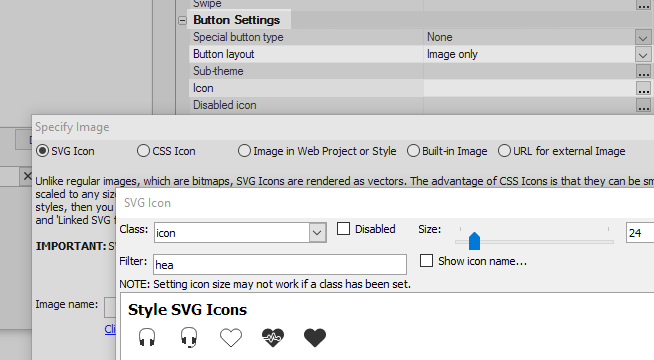 Swipe
Button Settings
Special button type None
Button layout Image only
Sub-theme ...
Icon ...
Disabled icon ...
Specify Image
SVG Icon CSS Icon Image in Web Project or Style Built-in Image URL for external Image
Unlike regular images, which are bitmaps, SVG Icons are rendered as vectors. The advantage of CSS Icons is that they can be sm
scaled to any siz
styles, then you
and 'Linked SVG f
IMPORTANT: S
Image name:
Cli
SVG Icon
Class: icon Disabled Size: 24
Filter: hea Show icon name...
NOTE: Setting icon size may not work if a class has been set.
Style SVG Icons